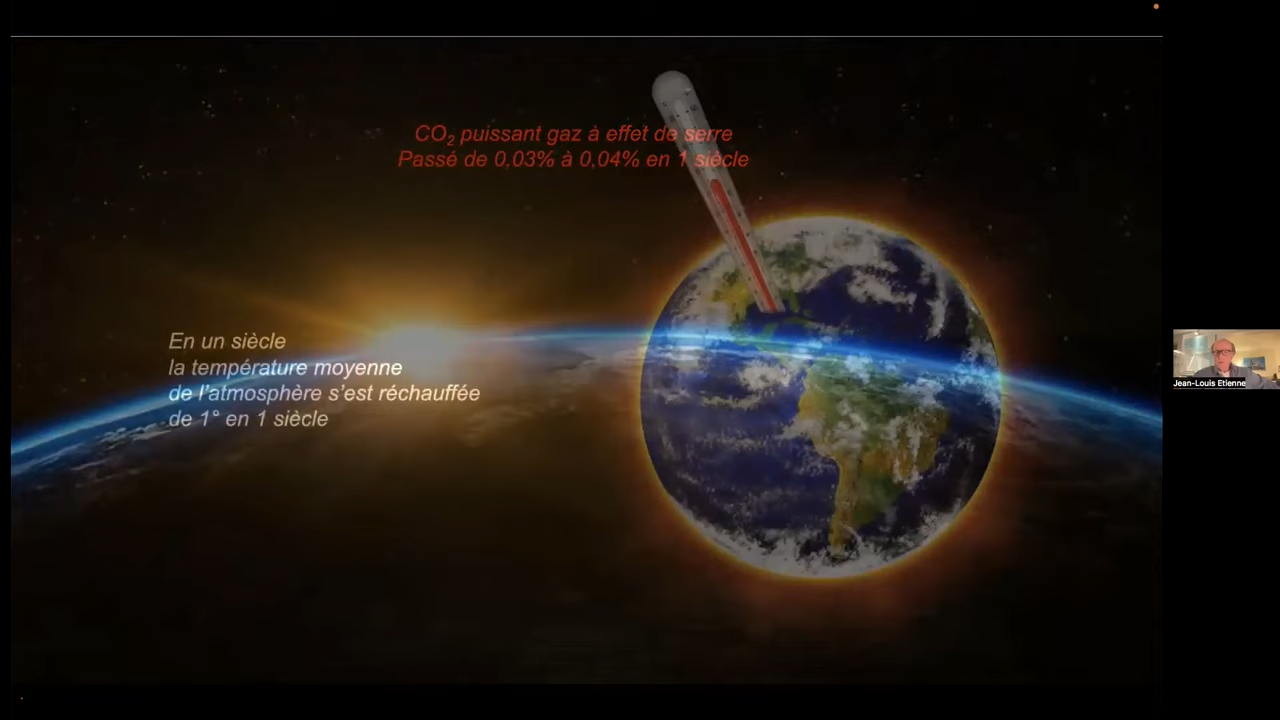 CO₂ puissant gaz à effet de serre
Passé de 0,03% à 0,04% en 1 siècle
En un siècle
la température moyenne
de l’atmosphère s’est réchauffée
de 1° en 1 siècle
Jean-Louis Etienne